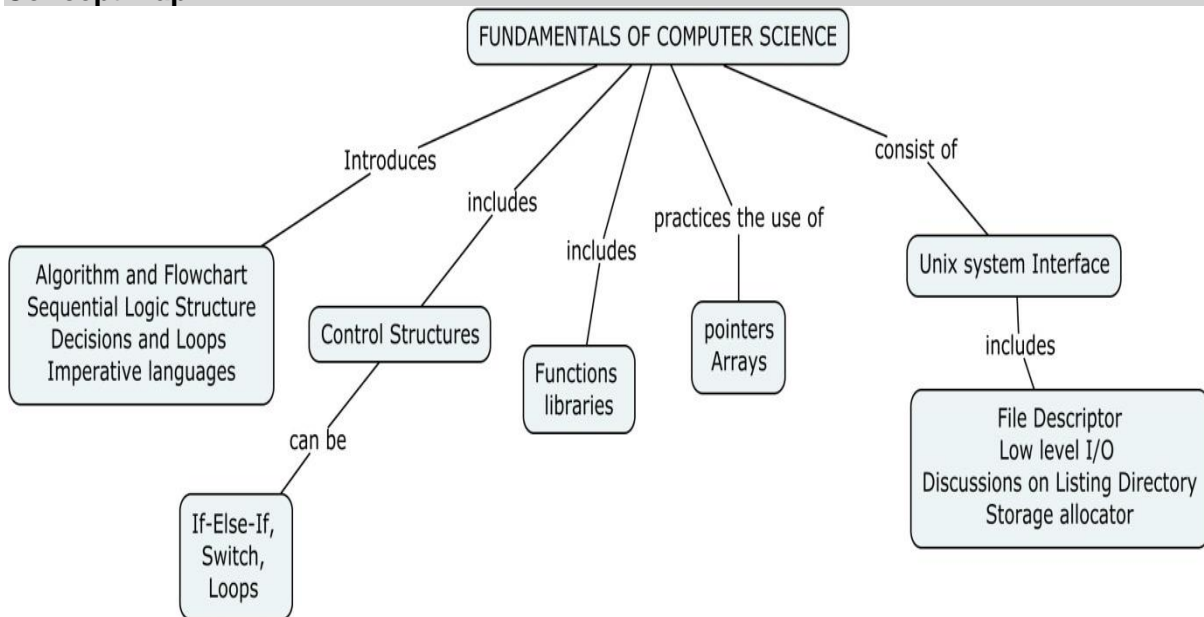 FUNDAMENTALS OF COMPUTER SCIENCE
Introduces
includes
includes
practices the use of
consist of
Algorithm and Flowchart
Sequential Logic Structure
Decisions and Loops
Imperative languages
Control Structures
Functions
libraries
pointers
Arrays
Unix system Interface
can be
includes
If-Else-If,
Switch,
Loops
File Descriptor
Low level I/O
Discussions on Listing Directory
Storage allocator